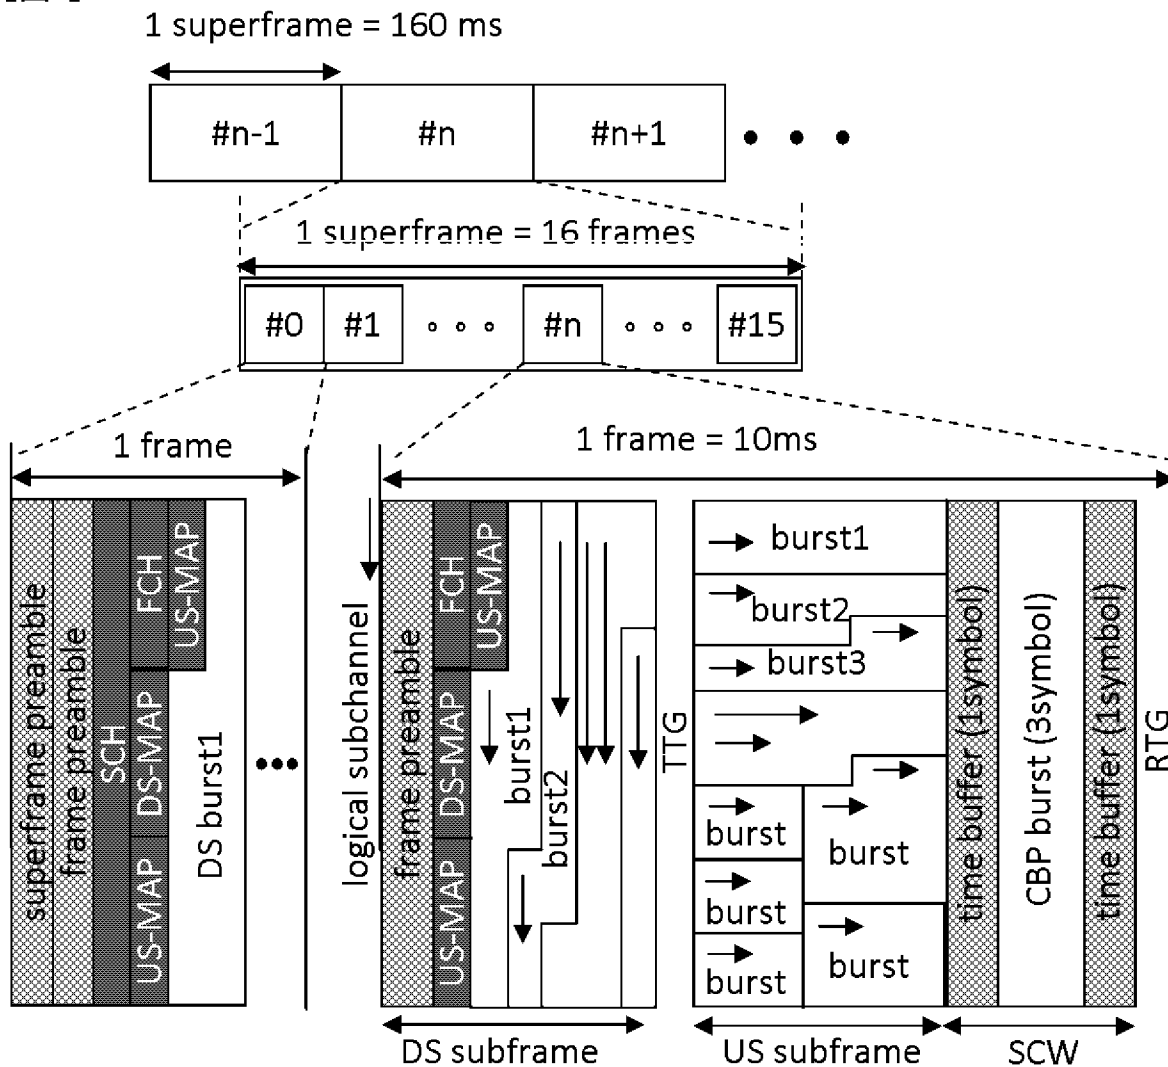 1 superframe = 160 ms
#n-1
#n
#n+1
1 superframe = 16 frames
#0
#1
#n
#15
1 frame
1 frame = 10ms
superframe preamble
frame preamble
SCH
FCH
DS-MAP
US-MAP
US-MAP
DS burst1
logical subchannel
frame preamble
FCH
DS-MAP
US-MAP
US-MAP
burst1
burst2
TTG
burst1
burst2
burst3
burst
burst
burst
burst
burst
time buffer (1symbol)
CBP burst (3symbol)
time buffer (1symbol)
RTG
DS subframe
US subframe
SCW